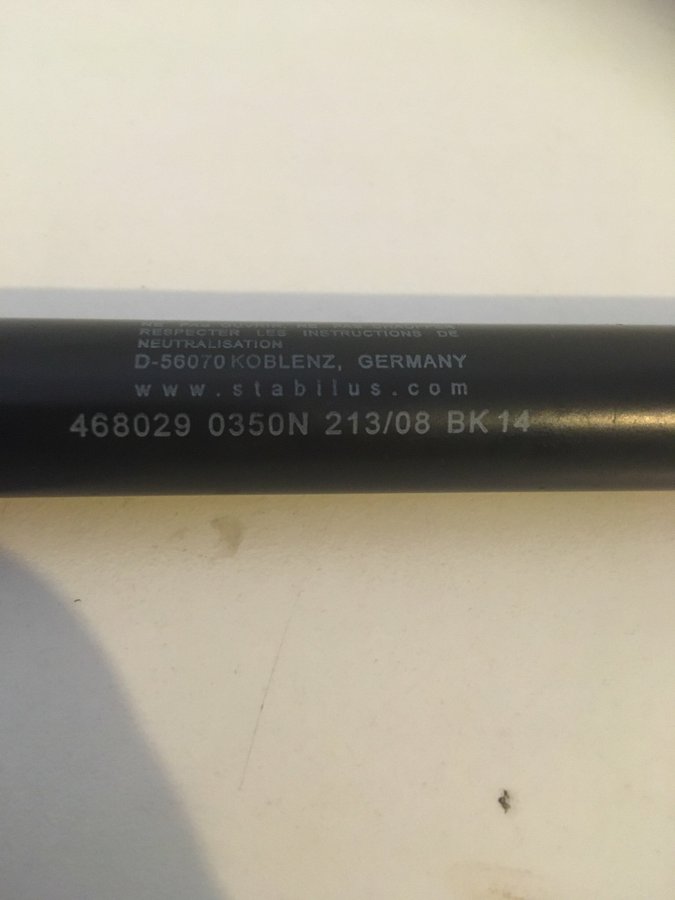 RESPECTER LES INSTRUCTIONS DE
NEUTRALISATION
D-56070 KOBLENZ, GERMANY
www.stabilus.com
468029 0350N 213/08 BK14